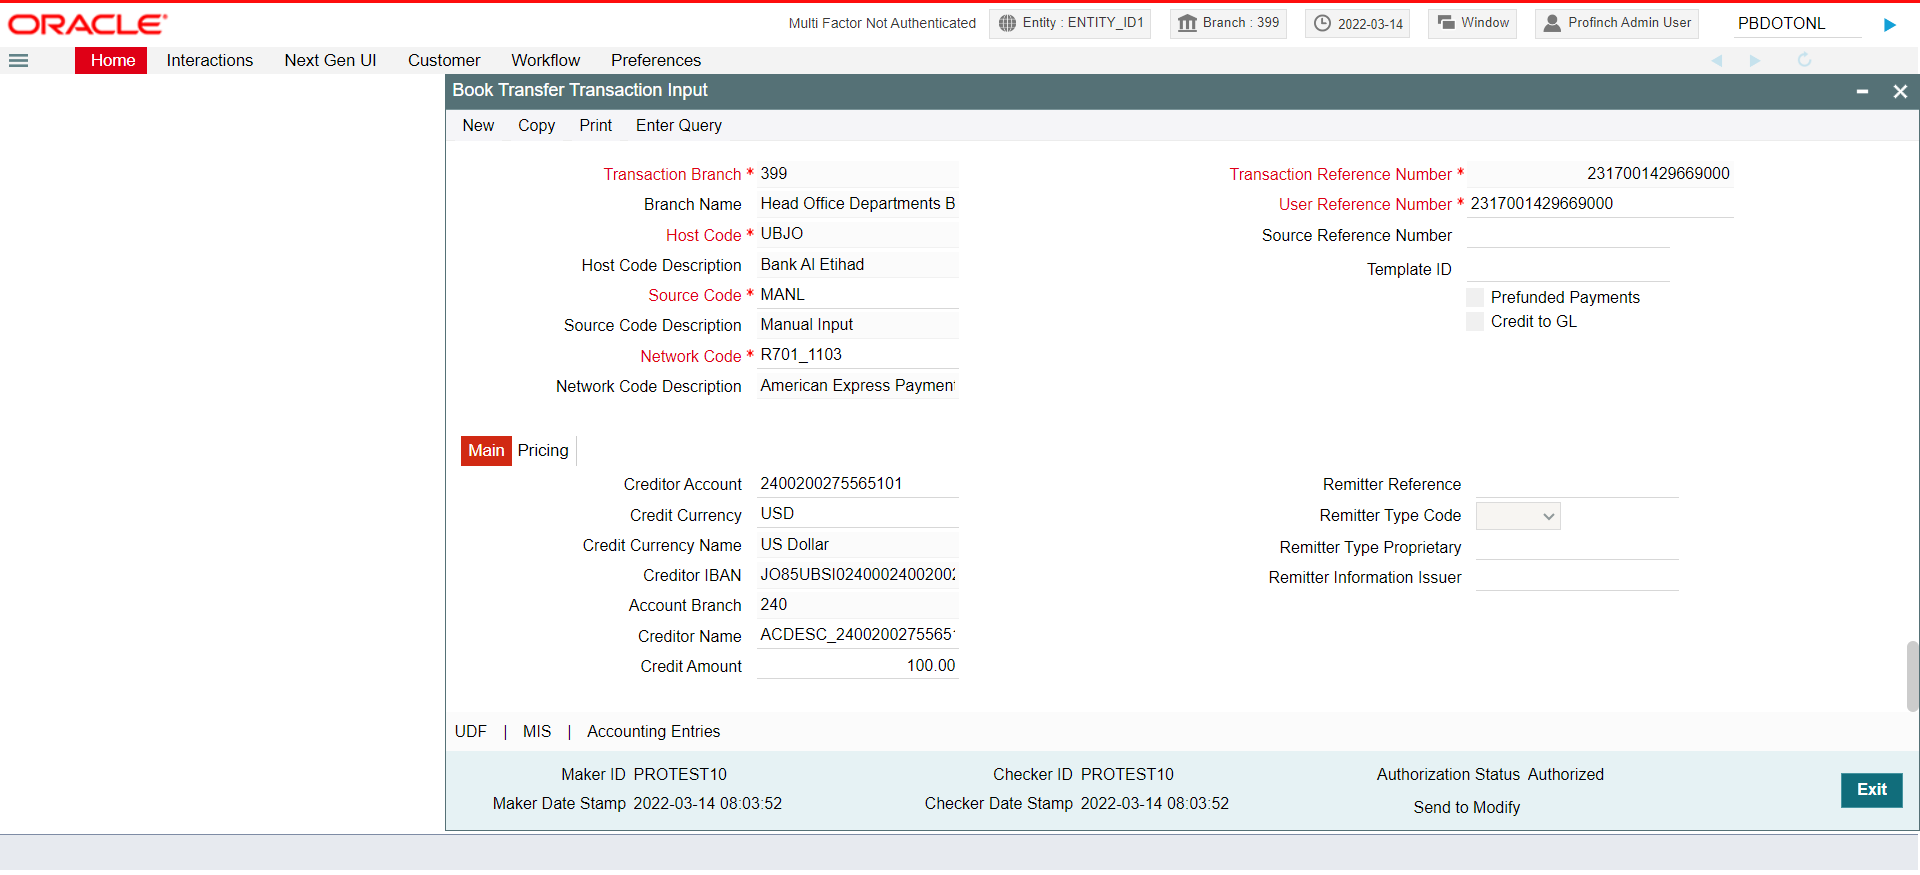 ORACLE
Multi Factor Not Authenticated
Entity : ENTITY_ID1
Branch : 399
2022-03-14
Window
Profinch Admin User
PBDOTONL
Home Interactions Next Gen UI Customer Workflow Preferences
Book Transfer Transaction Input
New Copy Print Enter Query
Transaction Branch * 399
Branch Name Head Office Departments B
Host Code * UBJO
Host Code Description Bank Al Etihad
Source Code * MANL
Source Code Description Manual Input
Network Code * R701_1103
Network Code Description American Express Payment
Transaction Reference Number * 2317001429669000
User Reference Number * 2317001429669000
Source Reference Number
Template ID
Prefunded Payments
Credit to GL
Main Pricing
Creditor Account 2400200275565101
Credit Currency USD
Credit Currency Name US Dollar
Creditor IBAN JO85UBSI02400024002002
Account Branch 240
Creditor Name ACDESC_24002002755651
Credit Amount 100.00
Remitter Reference
Remitter Type Code
Remitter Type Proprietary
Remitter Information Issuer
UDF | MIS | Accounting Entries
Maker ID PROTEST10
Maker Date Stamp 2022-03-14 08:03:52
Checker ID PROTEST10
Checker Date Stamp 2022-03-14 08:03:52
Authorization Status Authorized
Send to Modify
Exit